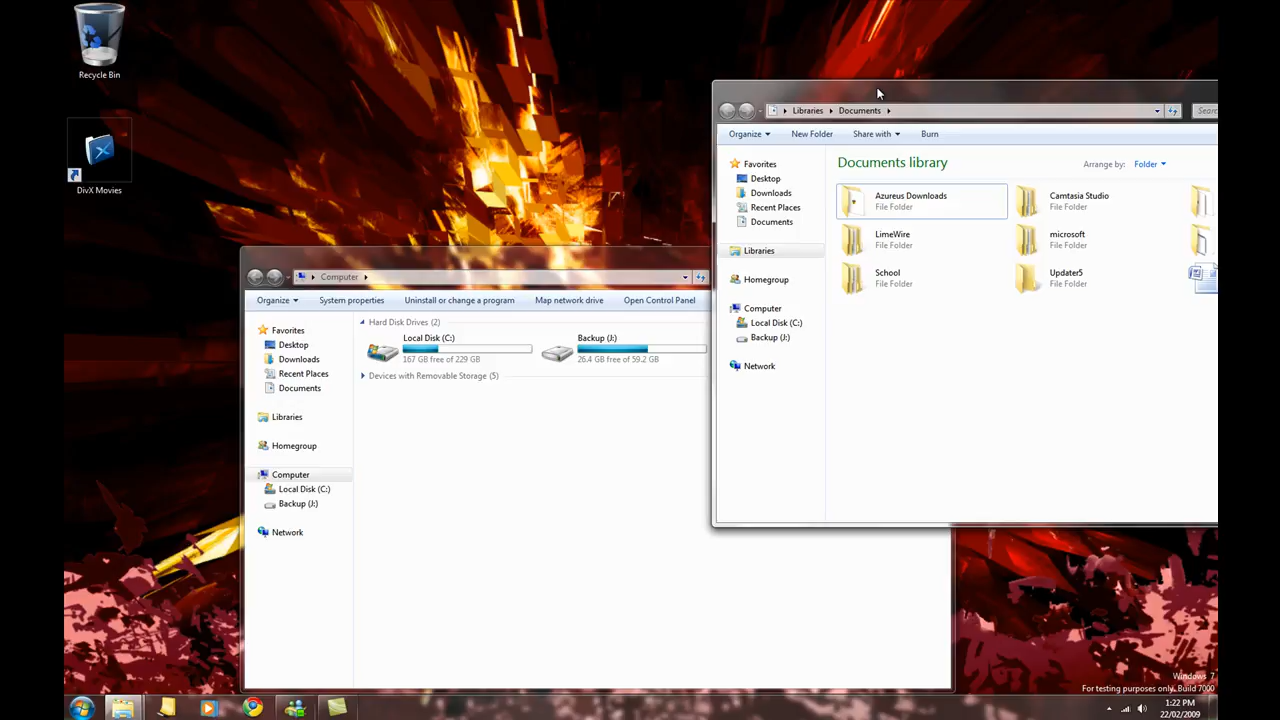 Recycle Bin
DivX Movies
Libraries Documents
Organize New Folder Share with Burn
Documents library
Arrange by: Folder
Favorites
Desktop
Downloads
Recent Places
Documents
Libraries
Homegroup
Computer
Local Disk (C:)
Backup (J:)
Network
Azureus Downloads
File Folder
Camtasia Studio
File Folder
LimeWire
File Folder
microsoft
File Folder
School
File Folder
Updater5
File Folder
Computer
Organize System properties Uninstall or change a program Map network drive Open Control Panel
Favorites
Desktop
Downloads
Recent Places
Documents
Libraries
Homegroup
Computer
Local Disk (C:)
Backup (J:)
Network
Hard Disk Drives (2)
Local Disk (C:)
167 GB free of 229 GB
Backup (J:)
26.4 GB free of 59.2 GB
Devices with Removable Storage (5)
Windows 7
For testing purposes only. Build 7000
1:22 PM
22/02/2009